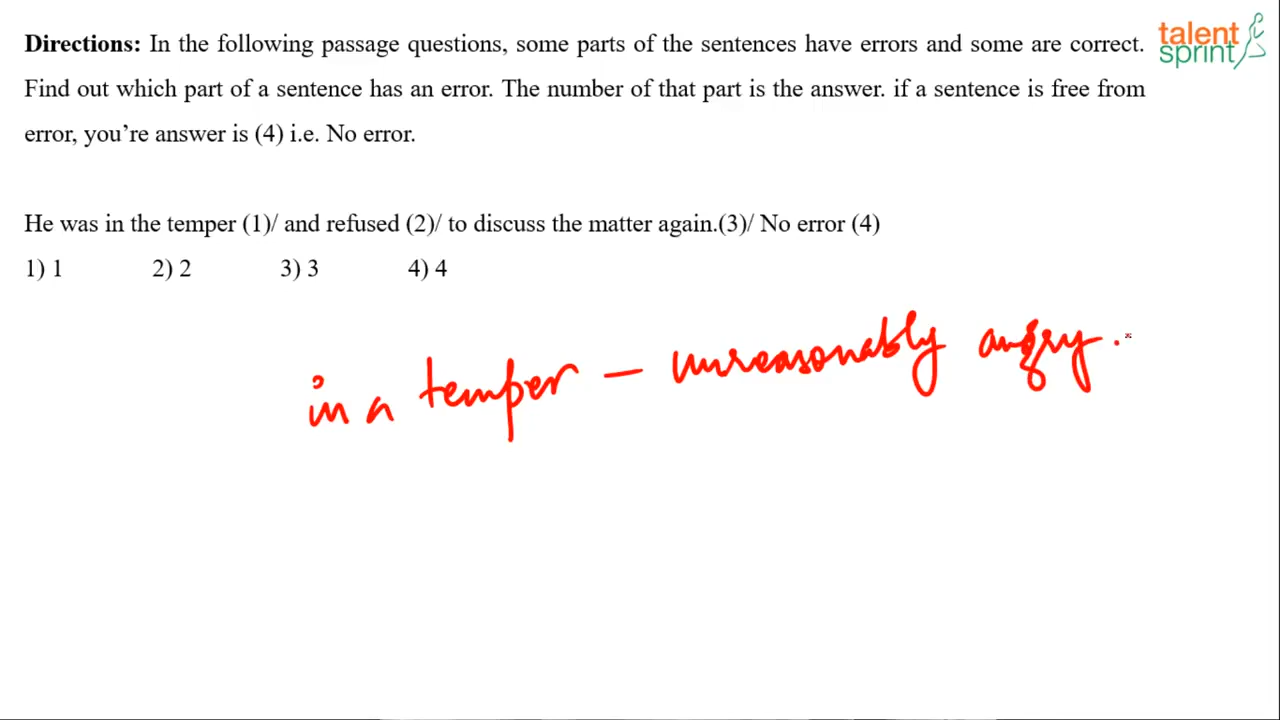 Directions: In the following passage questions, some parts of the sentences have errors and some are correct.
Find out which part of a sentence has an error. The number of that part is the answer. if a sentence is free from
error, you're answer is (4) i.e. No error.
talent
sprint
He was in the temper (1)/ and refused (2)/ to discuss the matter again.(3)/ No error (4)
1) 1 2) 2 3) 3 4) 4
in a temper – unreasonably angry.